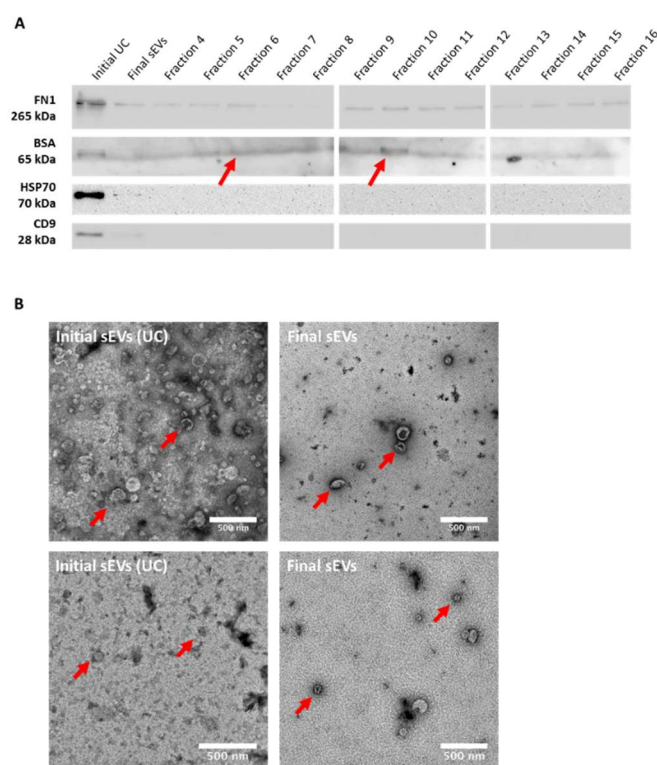 A
Initial UC
Final sEVs
Fraction 4
Fraction 5
Fraction 6
Fraction 7
Fraction 8
Fraction 9
Fraction 10
Fraction 11
Fraction 12
Fraction 13
Fraction 14
Fraction 15
Fraction 16
FN1
265 kDa
BSA
65 kDa
HSP70
70 kDa
CD9
28 kDa
B
Initial sEVs (UC)
Final sEVs
500 nm
500 nm
Initial sEVs (UC)
Final sEVs
500 nm
500 nm